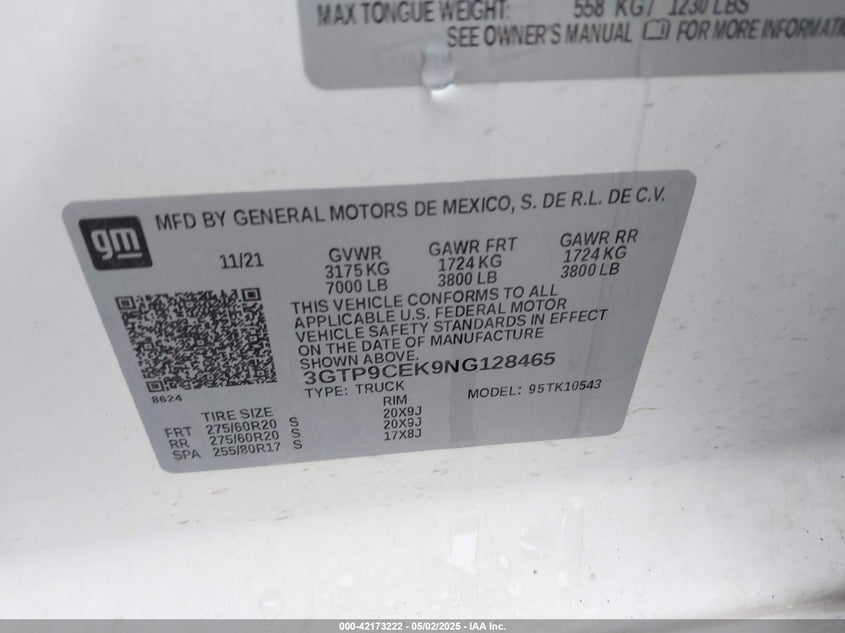 MAX TONGUE WEIGHT: 558 KG / 1230 LBS
SEE OWNER'S MANUAL FOR MORE INFORMATI
gm
MFD BY GENERAL MOTORS DE MEXICO, S. DE R.L. DE C.V.
11/21 GVWR GAWR FRT GAWR RR
3175 KG 1724 KG 1724 KG
7000 LB 3800 LB 3800 LB
THIS VEHICLE CONFORMS TO ALL
APPLICABLE U.S. FEDERAL MOTOR
VEHICLE SAFETY STANDARDS IN EFFECT
ON THE DATE OF MANUFACTURE
SHOWN ABOVE.
3GTP9CEK9NG128465
TYPE: TRUCK MODEL: 95TK10543
8624
TIRE SIZE RIM
FRT 275/60R20 S 20X9J
RR 275/60R20 S 20X9J
SPA 255/80R17 S 17X8J
000-42173222 - 05/02/2025 - IAA Inc.